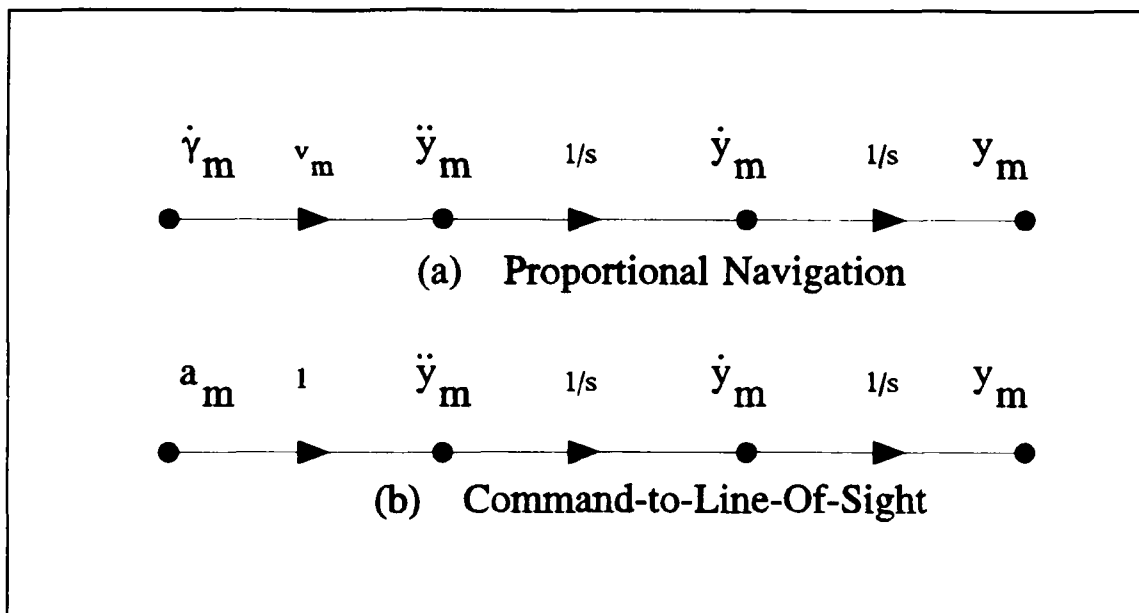 γ̇m vm ÿm 1/s ẏm 1/s ym
(a) Proportional Navigation
am 1 ÿm 1/s ẏm 1/s ym
(b) Command-to-Line-Of-Sight